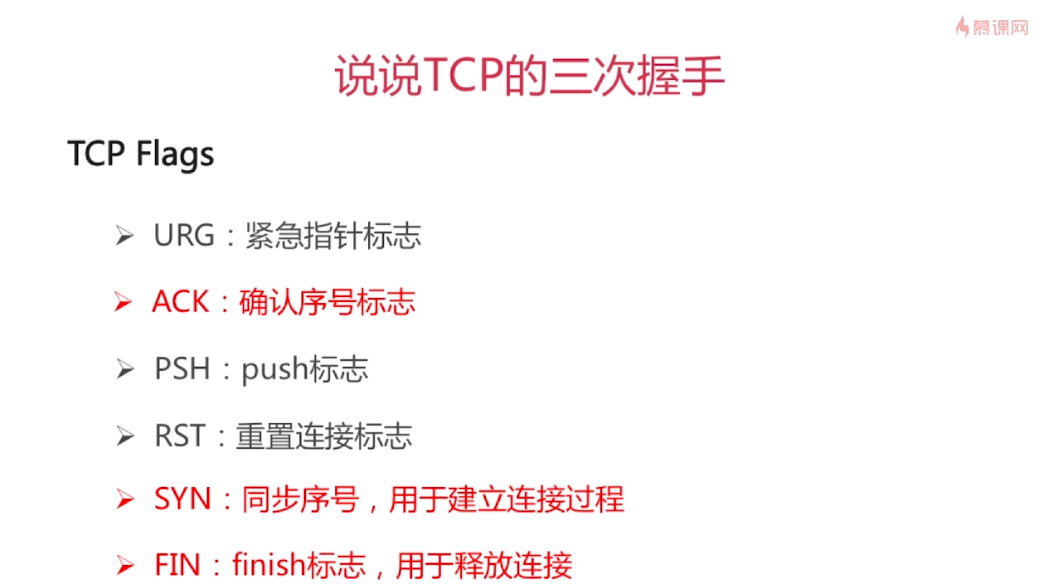 慕课网
说说TCP的三次握手
TCP Flags
URG：紧急指针标志
ACK：确认序号标志
PSH：push标志
RST：重置连接标志
SYN：同步序号，用于建立连接过程
FIN：finish标志，用于释放连接